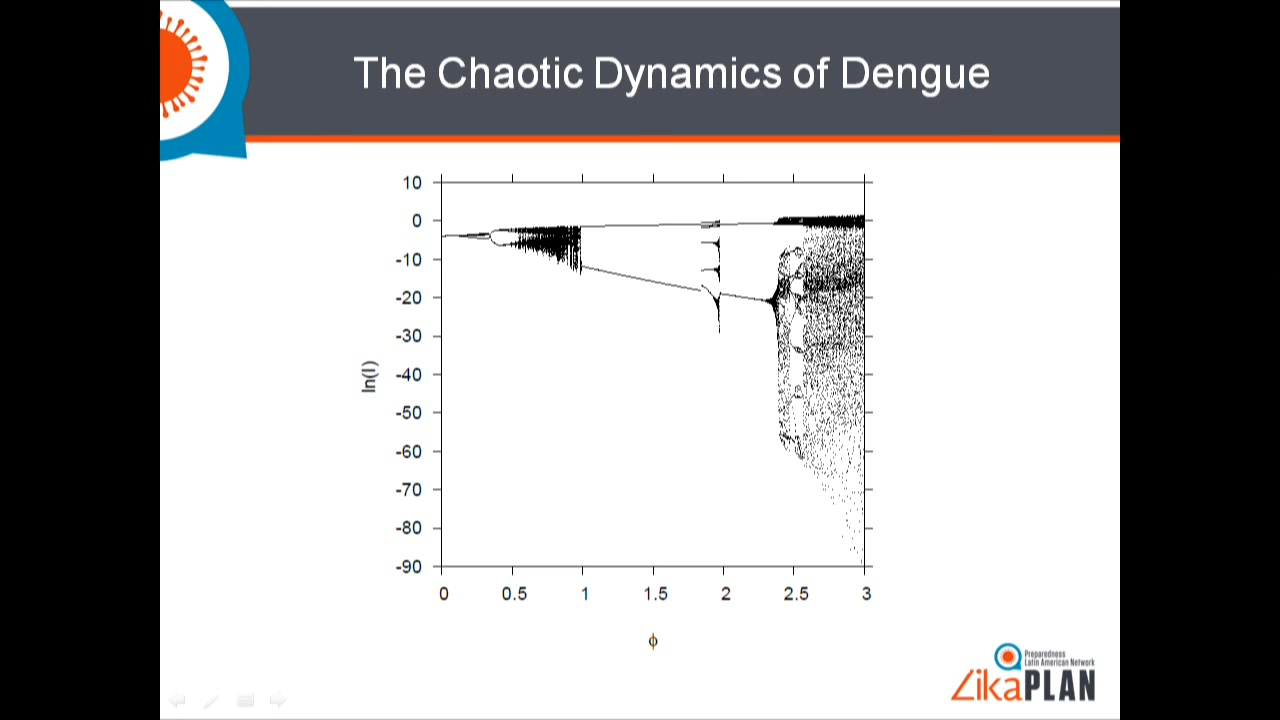 The Chaotic Dynamics of Dengue
10
0
-10
-20
-30
-40
-50
-60
-70
-80
-90
ln(I)
0 0.5 1 1.5 2 2.5 3
ϕ
Preparedness
Latin American Network
ZikaPLAN